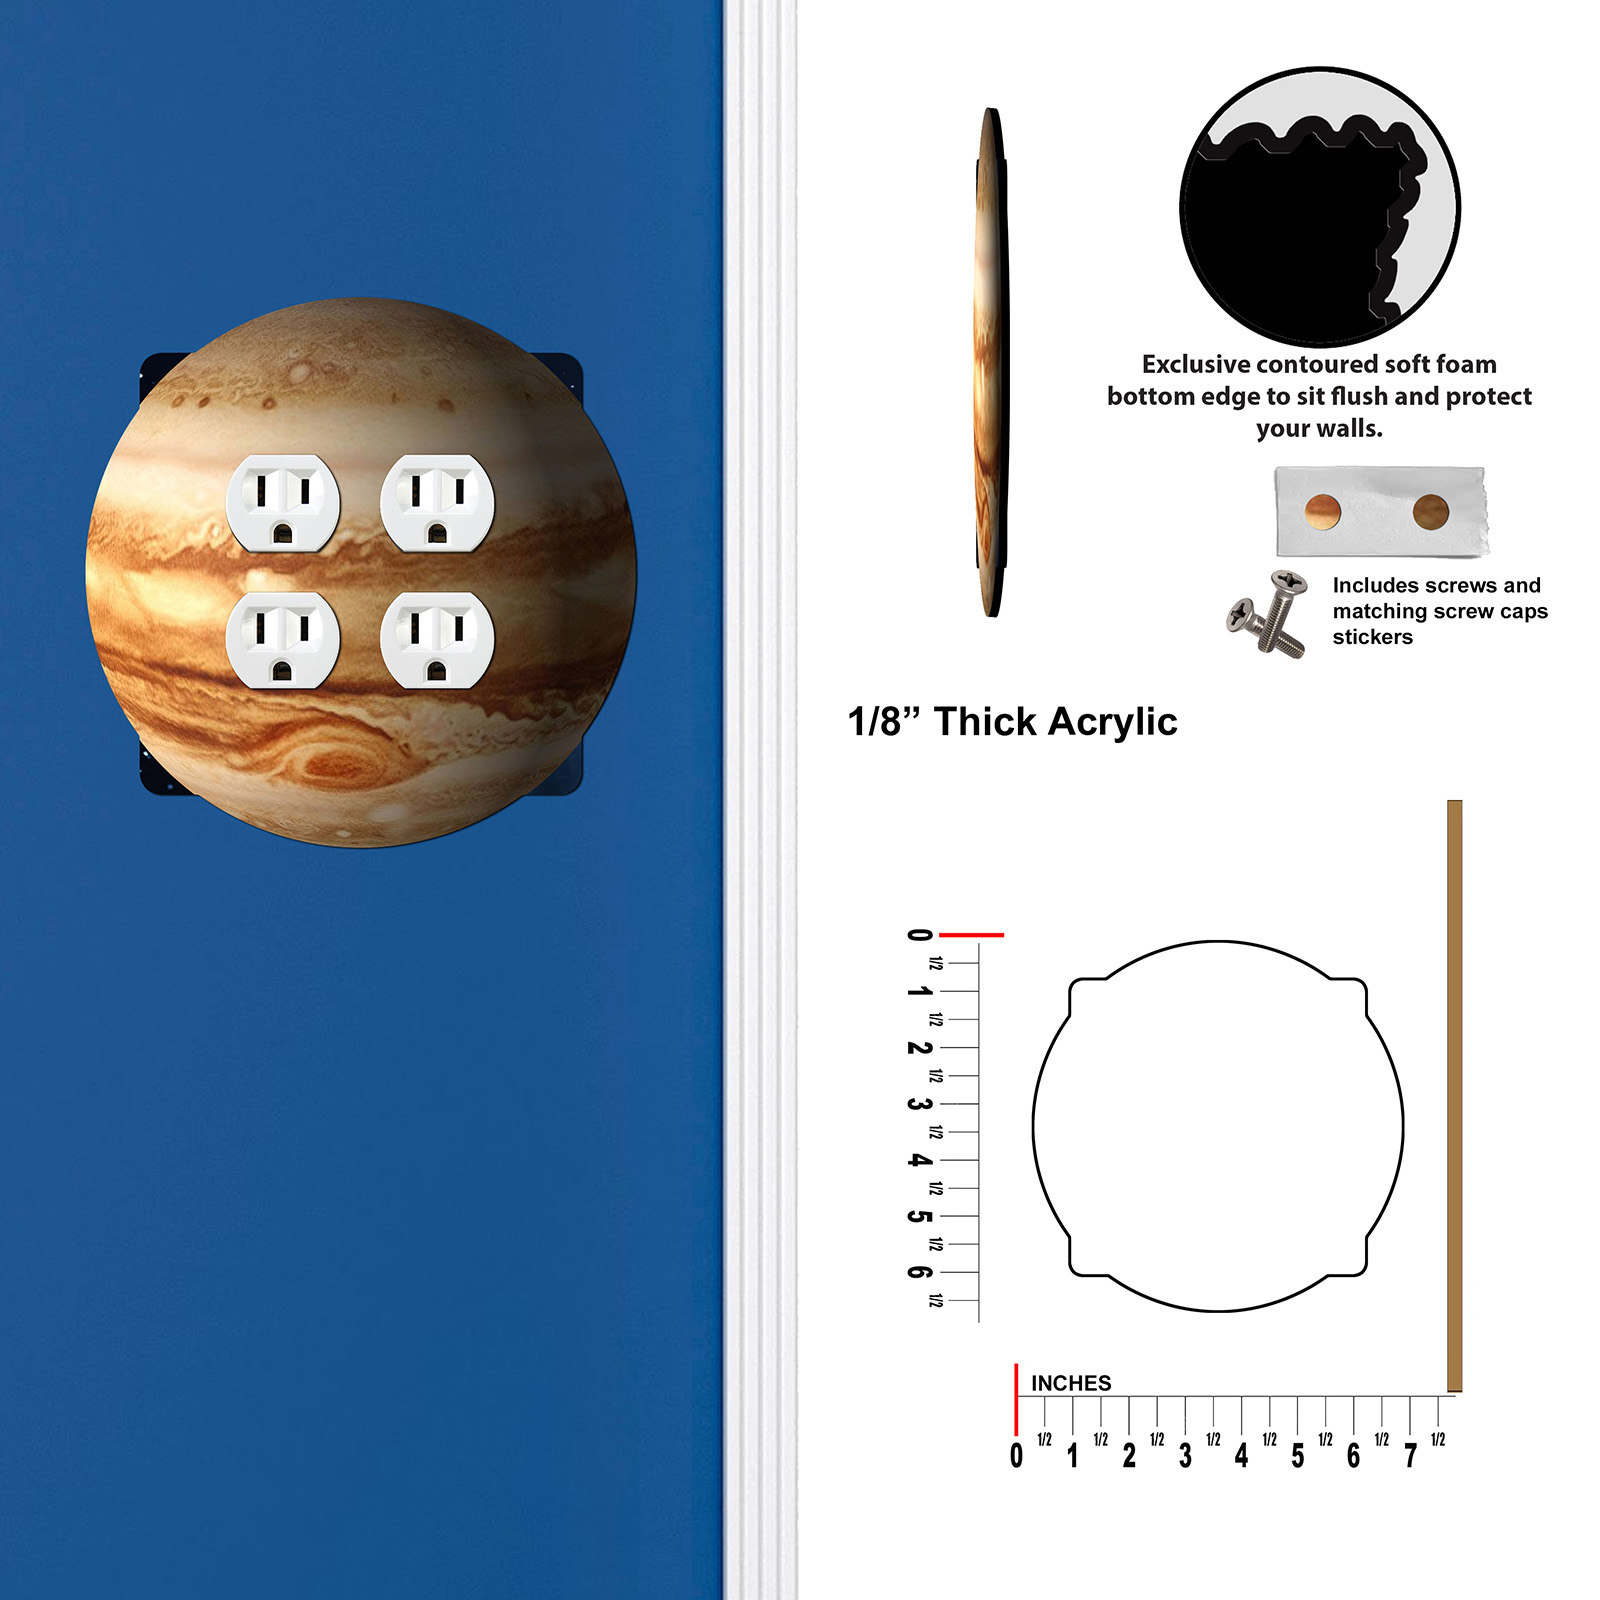 Exclusive contoured soft foam
bottom edge to sit flush and protect
your walls.
Includes screws and
matching screw caps
stickers
1/8” Thick Acrylic
0
1/2
1
1/2
2
1/2
3
1/2
4
1/2
5
1/2
6
1/2
INCHES
0 1/2 1 1/2 2 1/2 3 1/2 4 1/2 5 1/2 6 1/2 7 1/2